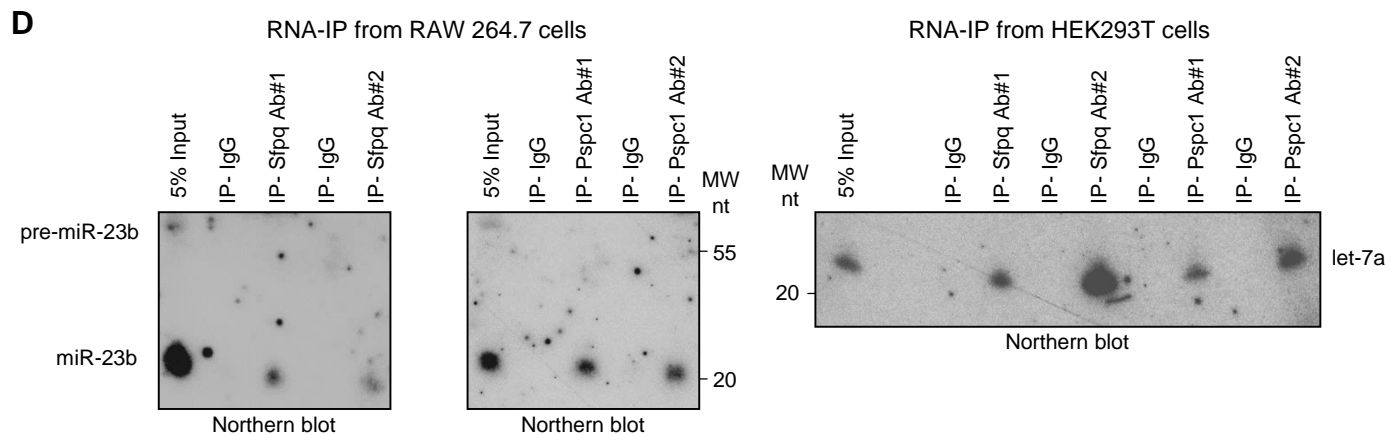 D
RNA-IP from RAW 264.7 cells
RNA-IP from HEK293T cells
5% Input
IP- IgG
IP- Sfpq Ab#1
IP- IgG
IP- Sfpq Ab#2
5% Input
IP- IgG
IP- Pspc1 Ab#1
IP- IgG
IP- Pspc1 Ab#2
MW
nt
MW
nt
5% Input
IP- IgG
IP- Sfpq Ab#1
IP- IgG
IP- Sfpq Ab#2
IP- IgG
IP- Pspc1 Ab#1
IP- IgG
IP- Pspc1 Ab#2
pre-miR-23b
miR-23b
55
20
20
let-7a
Northern blot
Northern blot
Northern blot